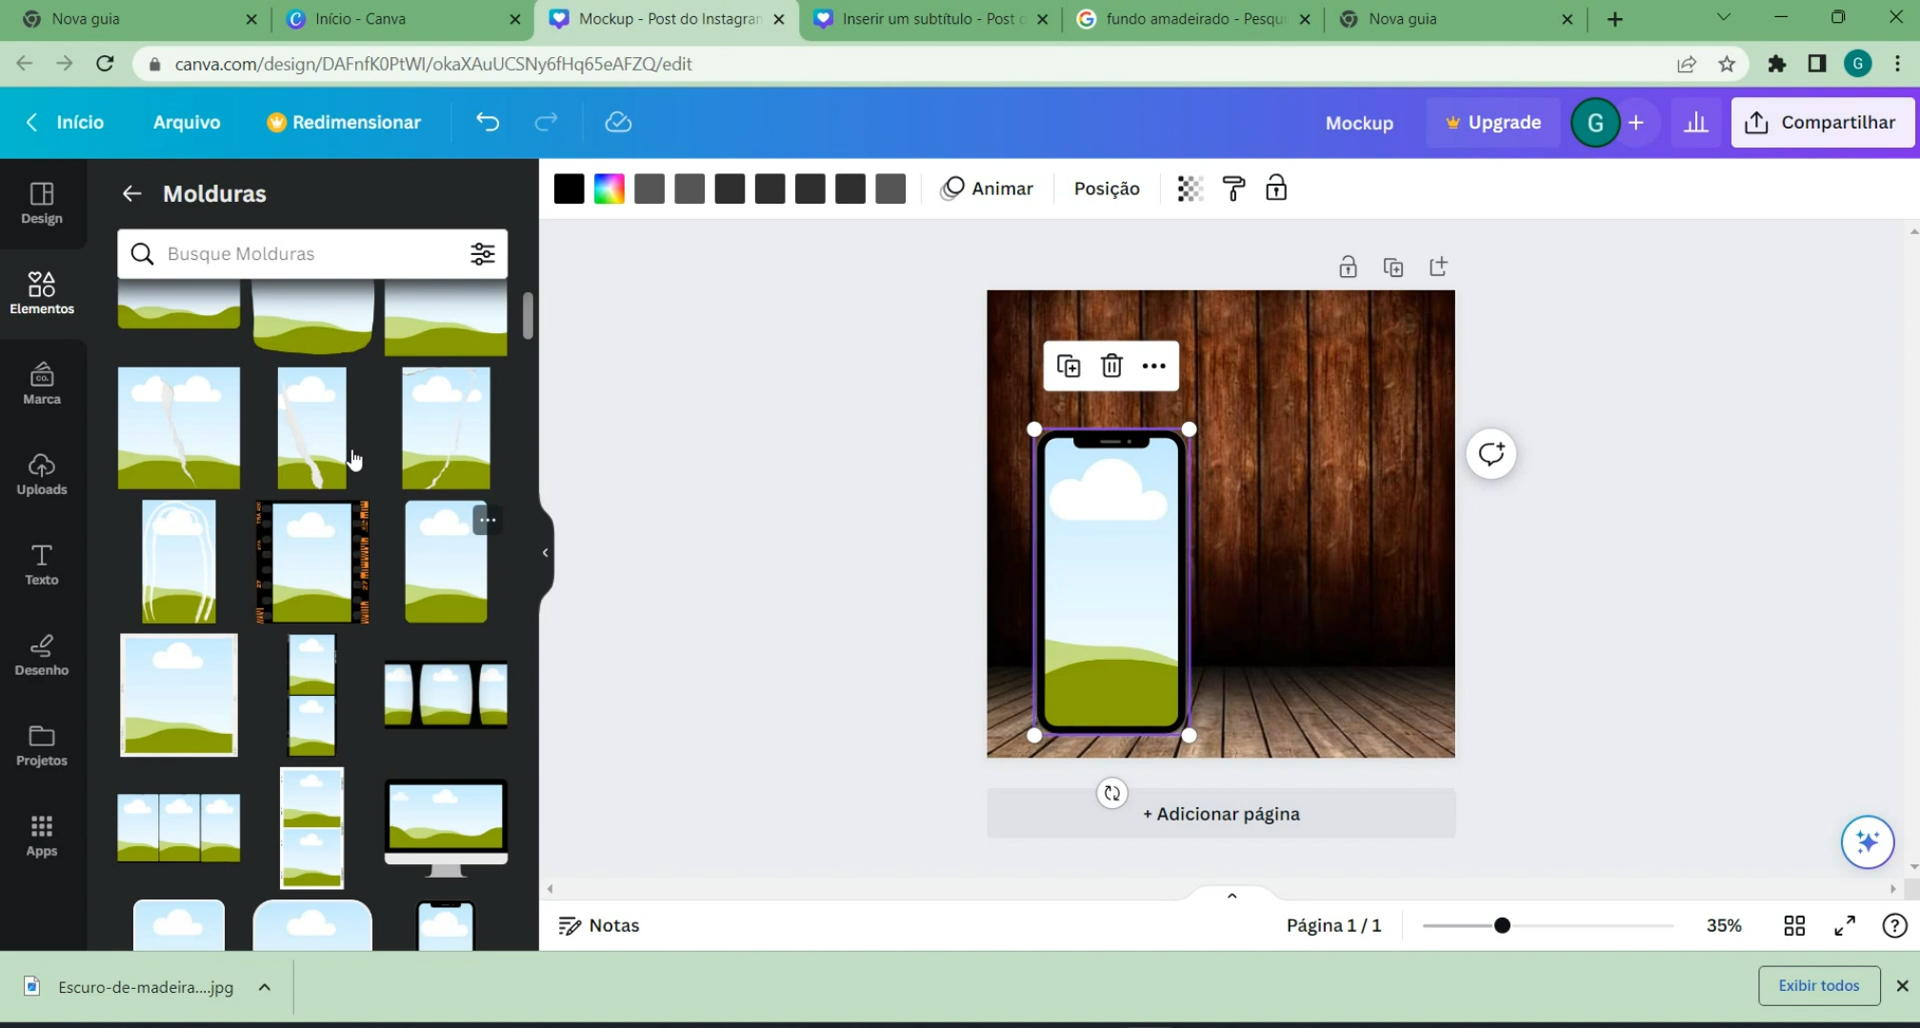 Nova guia
Início - Canva
Mockup - Post do Instagran
Inserir um subtítulo - Post c
fundo amadeirado - Pesqu
Nova guia
canva.com/design/DAFnfK0PtWI/okaXAuUCSNy6fHq65eAFZQ/edit
G
Início
Arquivo
Redimensionar
Mockup
Upgrade
G
Compartilhar
Design
Elementos
Marca
Uploads
Texto
Desenho
Projetos
Apps
Molduras
Busque Molduras
Animar
Posição
+ Adicionar página
Notas
Página 1 / 1
35%
Escuro-de-madeira....jpg
Exibir todos